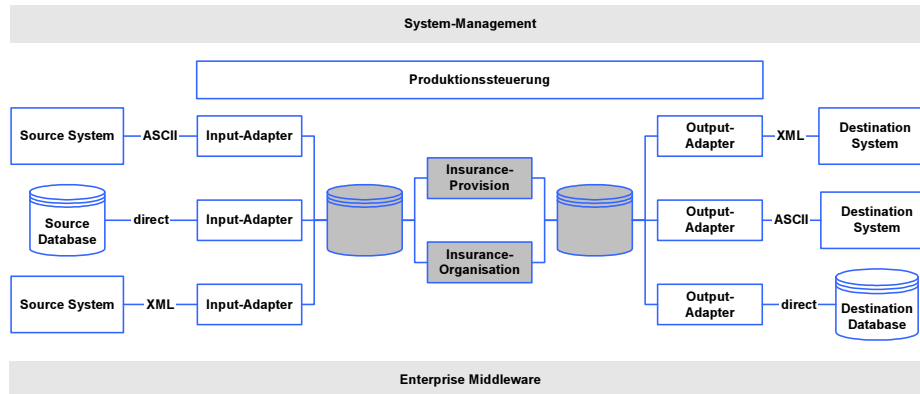 System-Management
Produktionssteuerung
Source System
ASCII
Input-Adapter
Output-
Adapter
XML
Destination
System
Insurance-
Provision
Source
Database
direct
Input-Adapter
Output-
Adapter
ASCII
Destination
System
Insurance-
Organisation
Source System
XML
Input-Adapter
Output-
Adapter
direct
Destination
Database
Enterprise Middleware